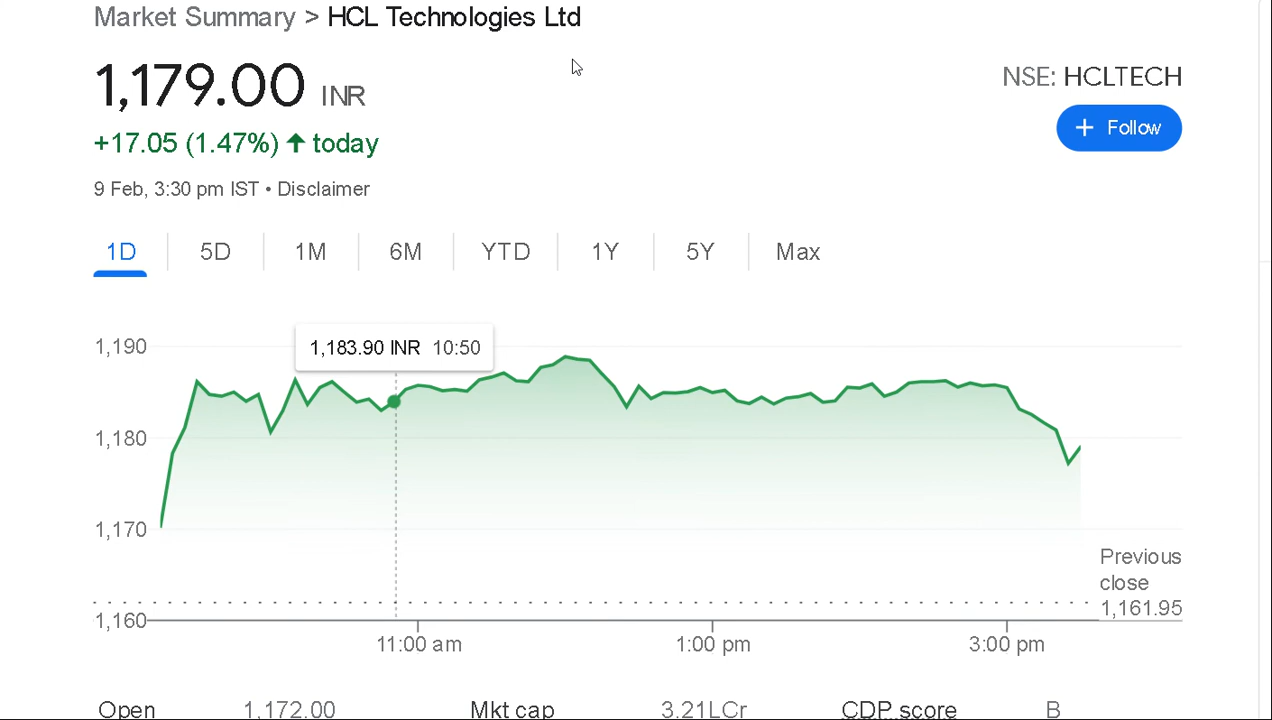 Market Summary > HCL Technologies Ltd
1,179.00 INR
NSE: HCLTECH
+ Follow
+17.05 (1.47%) ↑ today
9 Feb, 3:30 pm IST • Disclaimer
1D 5D 1M 6M YTD 1Y 5Y Max
1,183.90 INR 10:50
1,190
1,180
1,170
1,160
Previous
close
1,161.95
11:00 am 1:00 pm 3:00 pm
Open 1,172.00 Mkt cap 3.21LCr CDP score B